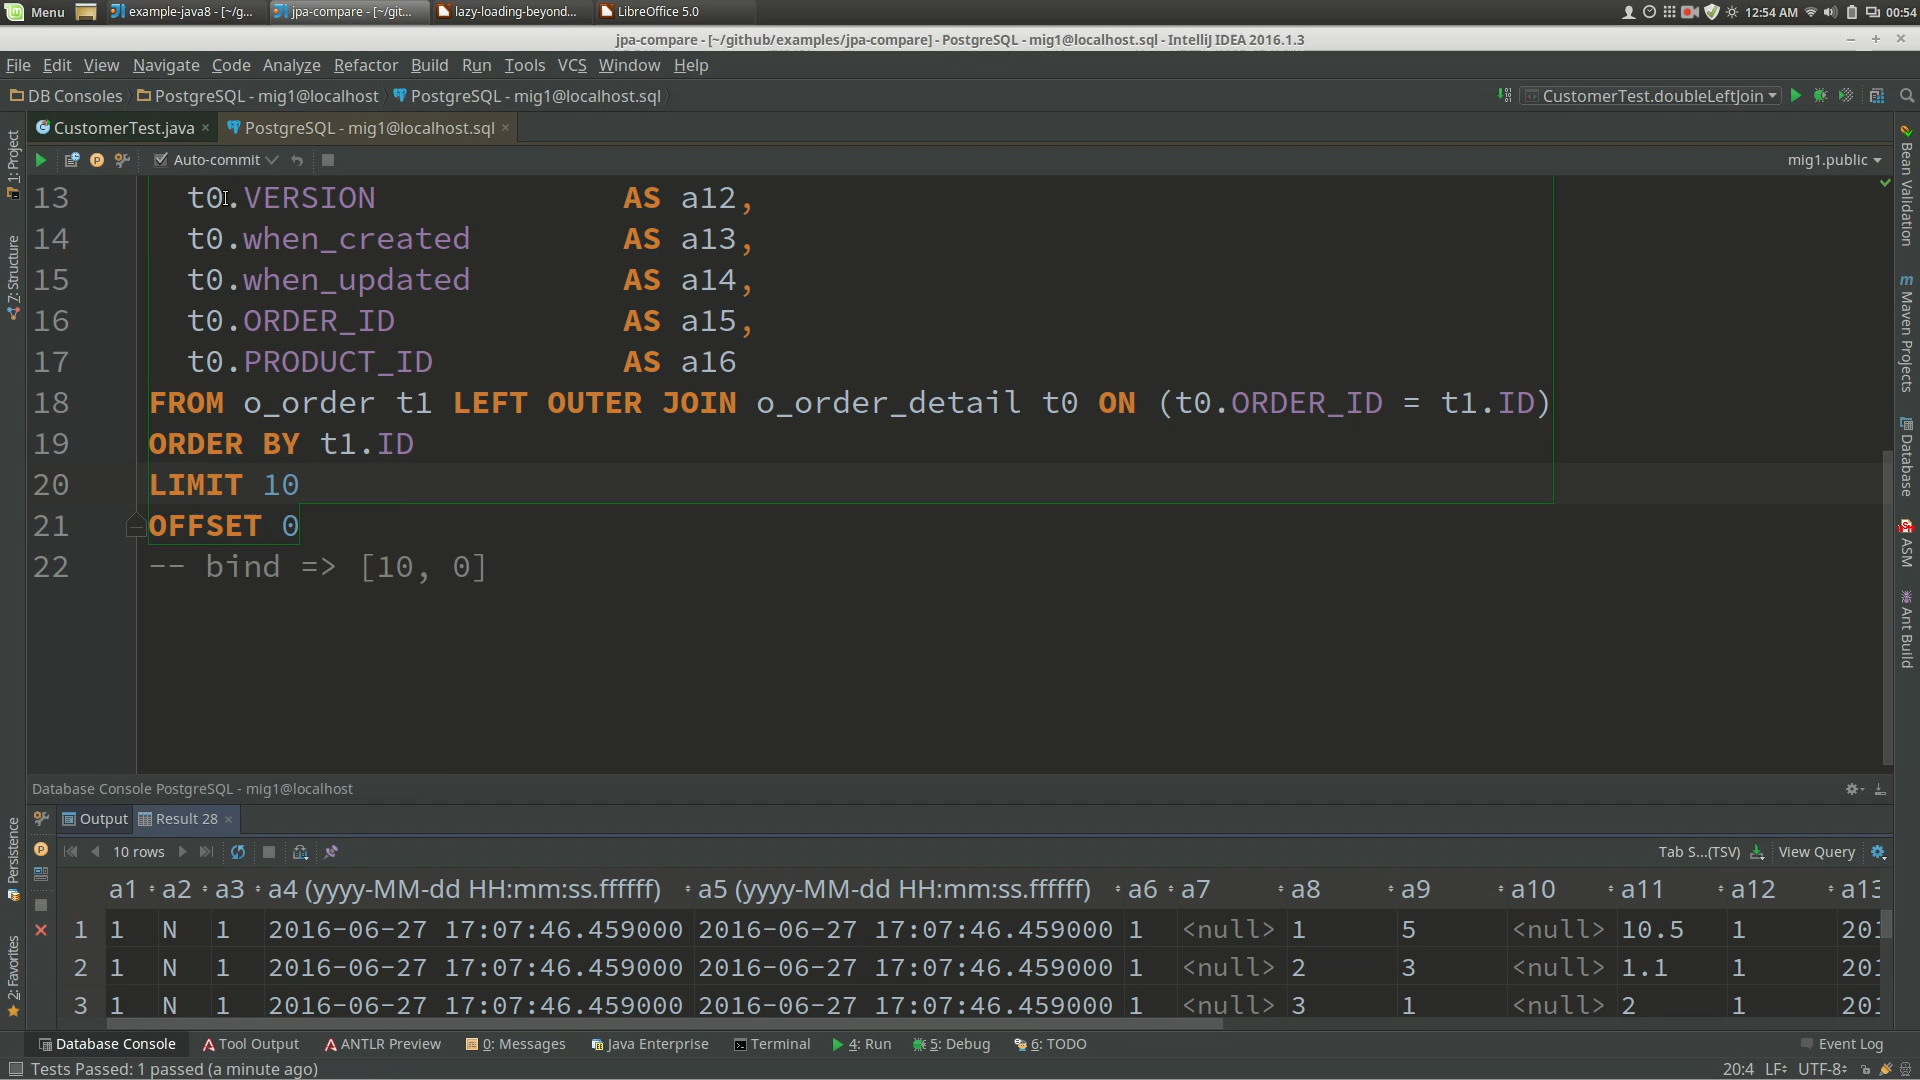 Menu example-java8 - [~/g... jpa-compare - [~/git... lazy-loading-beyond... LibreOffice 5.0 12:54 AM 00:54
jpa-compare - [~/github/examples/jpa-compare] - PostgreSQL - mig1@localhost.sql - IntelliJ IDEA 2016.1.3
File Edit View Navigate Code Analyze Refactor Build Run Tools VCS Window Help
DB Consoles PostgreSQL - mig1@localhost PostgreSQL - mig1@localhost.sql CustomerTest.doubleLeftJoin
CustomerTest.java PostgreSQL - mig1@localhost.sql
Auto-commit mig1.public
13 t0.VERSION AS a12,
14 t0.when_created AS a13,
15 t0.when_updated AS a14,
16 t0.ORDER_ID AS a15,
17 t0.PRODUCT_ID AS a16
18 FROM o_order t1 LEFT OUTER JOIN o_order_detail t0 ON (t0.ORDER_ID = t1.ID)
19 ORDER BY t1.ID
20 LIMIT 10
21 OFFSET 0
22 -- bind => [10, 0]
1: Project
7: Structure
Persistence
2: Favorites
Bean Validation
Maven Projects
Database
ASM
Ant Build
Database Console PostgreSQL - mig1@localhost
Output Result 28
10 rows Tab S...(TSV) View Query
a1 a2 a3 a4 (yyyy-MM-dd HH:mm:ss.ffffff) a5 (yyyy-MM-dd HH:mm:ss.ffffff) a6 a7 a8 a9 a10 a11 a12 a13
1 1 N 1 2016-06-27 17:07:46.459000 2016-06-27 17:07:46.459000 1 <null> 1 5 <null> 10.5 1 201
2 1 N 1 2016-06-27 17:07:46.459000 2016-06-27 17:07:46.459000 1 <null> 2 3 <null> 1.1 1 201
3 1 N 1 2016-06-27 17:07:46.459000 2016-06-27 17:07:46.459000 1 <null> 3 1 <null> 2 1 201
Database Console Tool Output ANTLR Preview 0: Messages Java Enterprise Terminal 4: Run 5: Debug 6: TODO Event Log
Tests Passed: 1 passed (a minute ago) 20:4 LF UTF-8